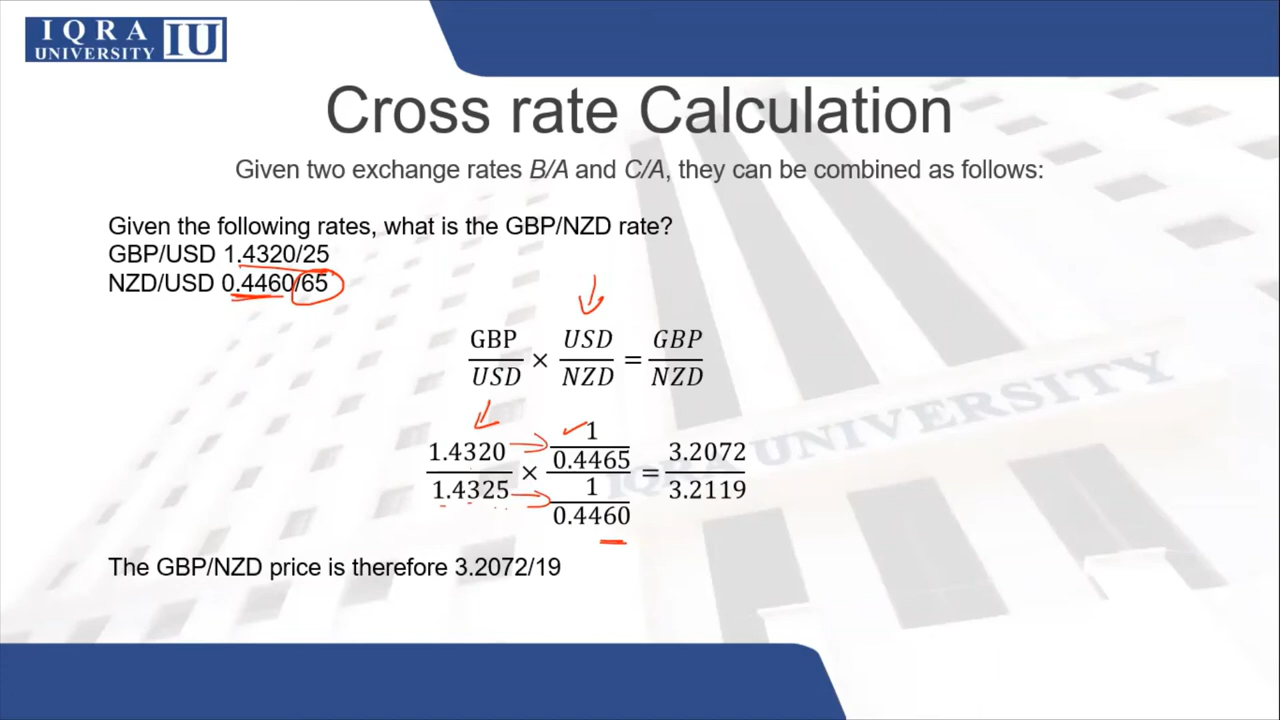 IQRA
UNIVERSITY IU
Cross rate Calculation
Given two exchange rates B/A and C/A, they can be combined as follows:
Given the following rates, what is the GBP/NZD rate?
GBP/USD 1.4320/25
NZD/USD 0.4460/65
GBP/USD × USD/NZD = GBP/NZD
1.4320/1.4325 × 1/0.4465 / 1/0.4460 = 3.2072/3.2119
The GBP/NZD price is therefore 3.2072/19
IQRA UNIVERSITY